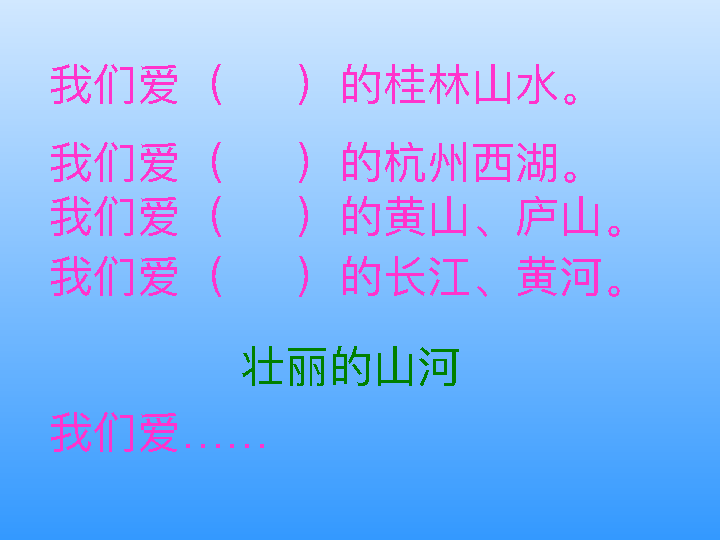 我们爱（　　）的桂林山水。
我们爱（　　）的杭州西湖。
我们爱（　　）的黄山、庐山。
我们爱（　　）的长江、黄河。
壮丽的山河
我们爱……